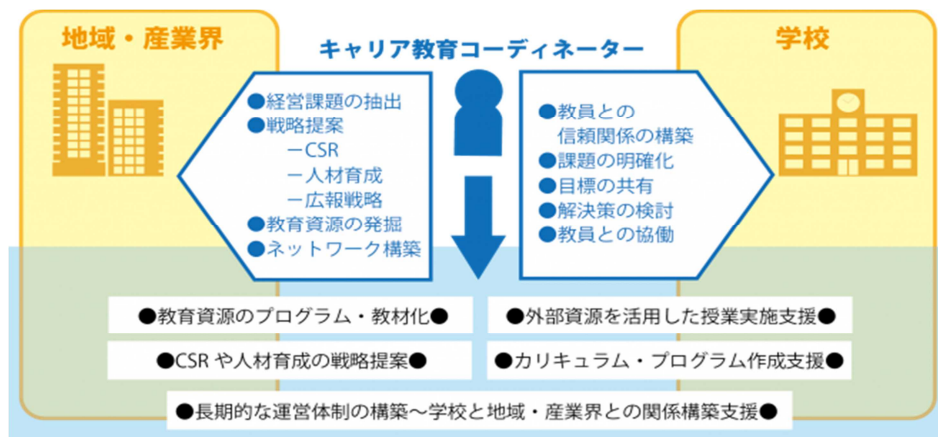 地域・産業界
キャリア教育コーディネーター
学校
●経営課題の抽出
●戦略提案
－CSR
－人材育成
－広報戦略
●教育資源の発掘
●ネットワーク構築
●教員との
信頼関係の構築
●課題の明確化
●目標の共有
●解決策の検討
●教員との協働
●教育資源のプログラム・教材化●
●外部資源を活用した授業実施支援●
●CSRや人材育成の戦略提案●
●カリキュラム・プログラム作成支援●
●長期的な運営体制の構築～学校と地域・産業界との関係構築支援●